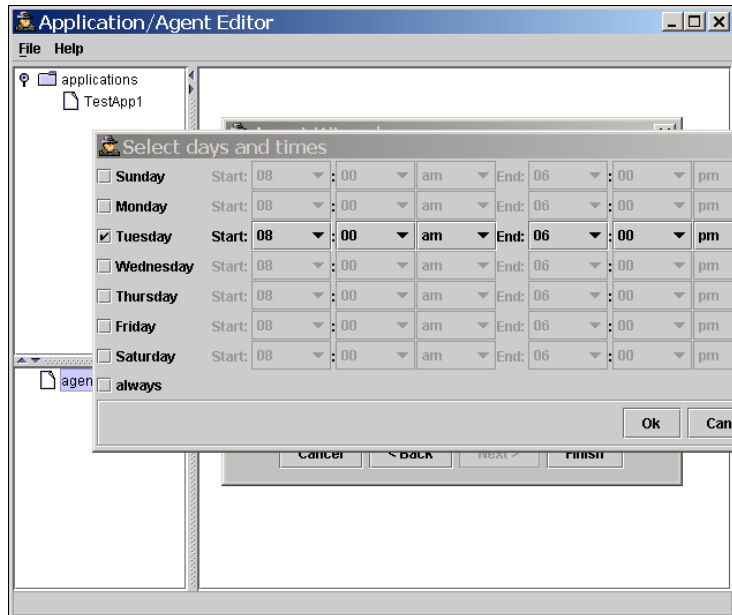 Application/Agent Editor
File Help
applications
TestApp1
Select days and times
Sunday Start: 08 : 00 am End: 06 : 00 pm
Monday Start: 08 : 00 am End: 06 : 00 pm
Tuesday Start: 08 : 00 am End: 06 : 00 pm
Wednesday Start: 08 : 00 am End: 06 : 00 pm
Thursday Start: 08 : 00 am End: 06 : 00 pm
Friday Start: 08 : 00 am End: 06 : 00 pm
Saturday Start: 08 : 00 am End: 06 : 00 pm
agen always
Ok Can
Cancel < Back Next > Finish